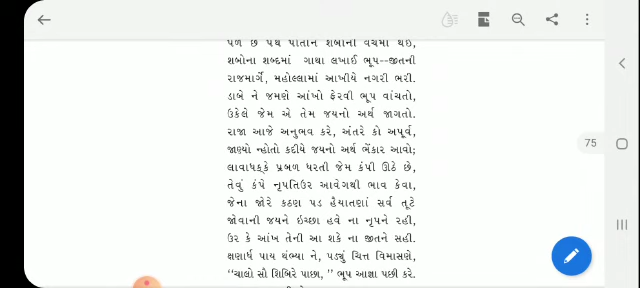 પળે છે પંથ પોતાને શબોની વચમાં થઈ,
શબોના શબ્દમાં ગાથા લખાઈ ભૂપ--જીતની
રાજમાર્ગે, મહોલ્લામાં આખીયે નગરી ભરી.
ડાબે ને જમણે આંખો ફેરવી ભૂપ વાંચતો,
ઉકેલે જેમ એ તેમ જયનો અર્થ જાગતો.
રાજા આજે અનુભવ કરે, અંતરે કો અપૂર્વ,
જાણ્યો ન્હોતો કદીયે જયનો અર્થ ભેંકાર આવો;
લાવાધક્કે પ્રબળ ધરતી જેમ કંપી ઊઠે છે,
તેવું કંપે નૃપતિઉર આવેગથી ભાવ કેવા,
જેના જોરે કઠણ પડ હૈયાતણાં સર્વ તૂટે
જોવાની જયને ઇચ્છા હવે ના નૃપને રહી,
ઉર કે આંખ તેની આ શકે ના જીતને સહી.
ક્ષણાર્ધ પાય થંભ્યા ને, પડ્યું ચિત્ત વિમાસણે,
“ચાલો સૌ શિબિરે પાછા, ” ભૂપ આજ્ઞા પછી કરે.
75